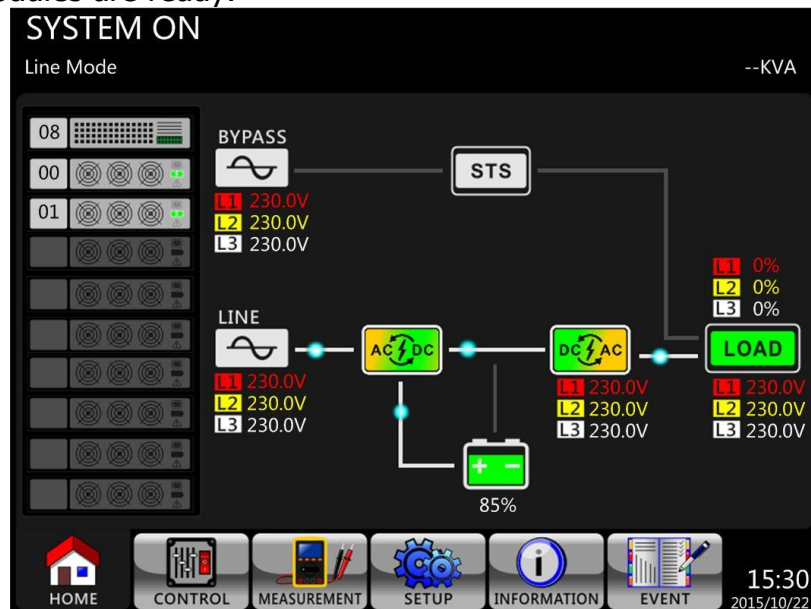 SYSTEM ON
Line Mode
--KVA
08
00
01
BYPASS
L1 230.0V
L2 230.0V
L3 230.0V
STS
L1 0%
L2 0%
L3 0%
LINE
AC DC
DC AC
LOAD
L1 230.0V
L2 230.0V
L3 230.0V
L1 230.0V
L2 230.0V
L3 230.0V
L1 230.0V
L2 230.0V
L3 230.0V
+ -
85%
HOME
CONTROL
MEASUREMENT
SETUP
INFORMATION
EVENT
15:30
2015/10/22